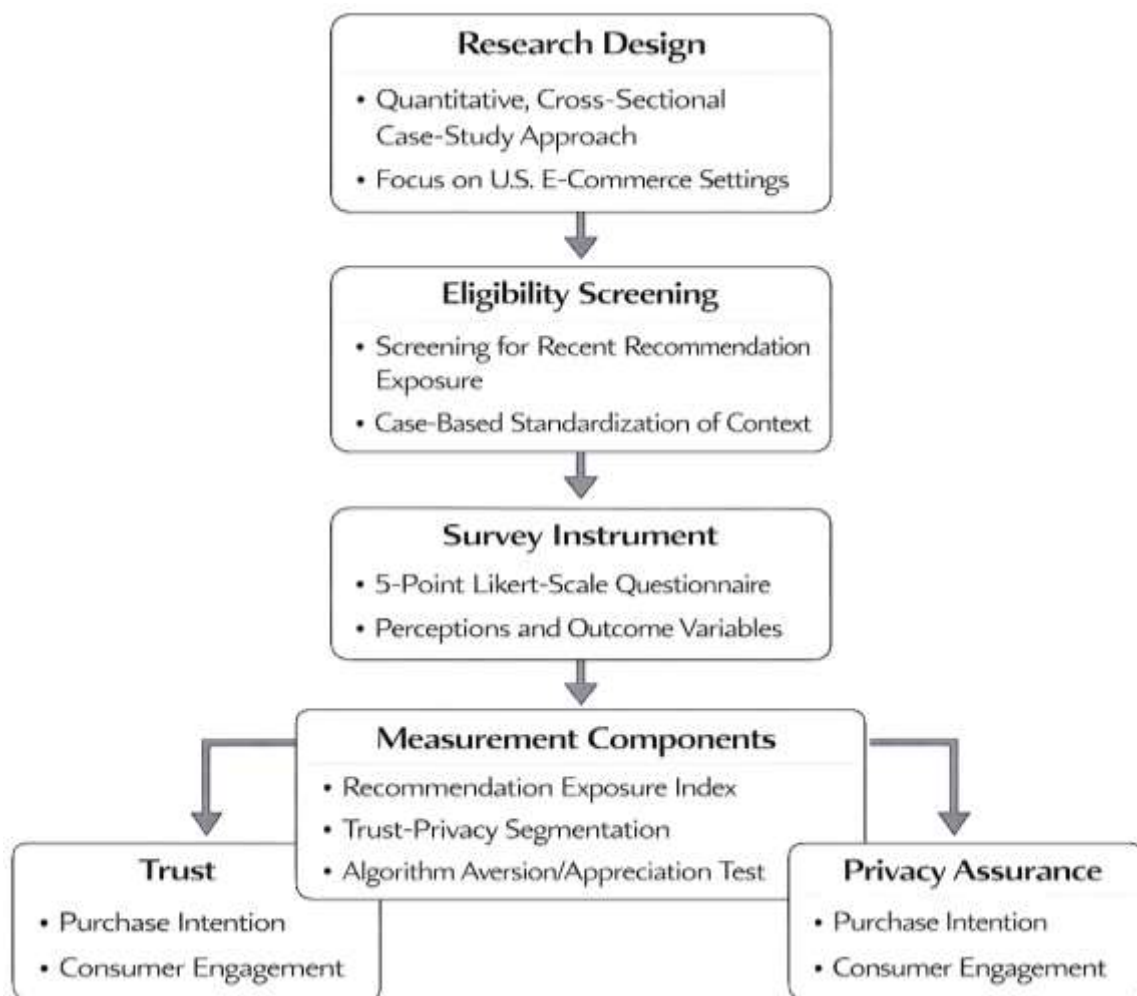 Research Design
• Quantitative, Cross-Sectional
Case-Study Approach
• Focus on U.S. E-Commerce Settings
Eligibility Screening
• Screening for Recent Recommendation
Exposure
• Case-Based Standardization of Context
Survey Instrument
• 5-Point Likert-Scale Questionnaire
• Perceptions and Outcome Variables
Measurement Components
• Recommendation Exposure Index
• Trust-Privacy Segmentation
• Algorithm Aversion/Appreciation Test
Trust
• Purchase Intention
• Consumer Engagement
Privacy Assurance
• Purchase Intention
• Consumer Engagement